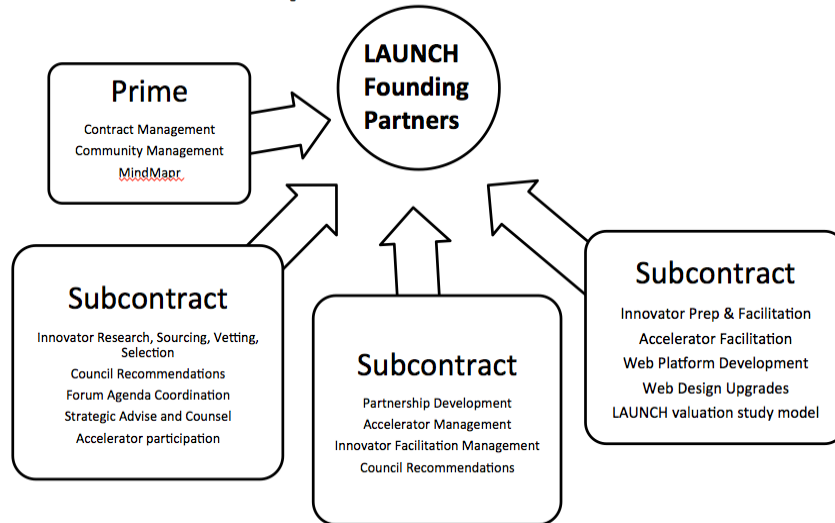 LAUNCH
Founding
Partners
Prime
Contract Management
Community Management
MindMapr
Subcontract
Innovator Research, Sourcing, Vetting,
Selection
Council Recommendations
Forum Agenda Coordination
Strategic Advise and Counsel
Accelerator participation
Subcontract
Partnership Development
Accelerator Management
Innovator Facilitation Management
Council Recommendations
Subcontract
Innovator Prep & Facilitation
Accelerator Facilitation
Web Platform Development
Web Design Upgrades
LAUNCH valuation study model